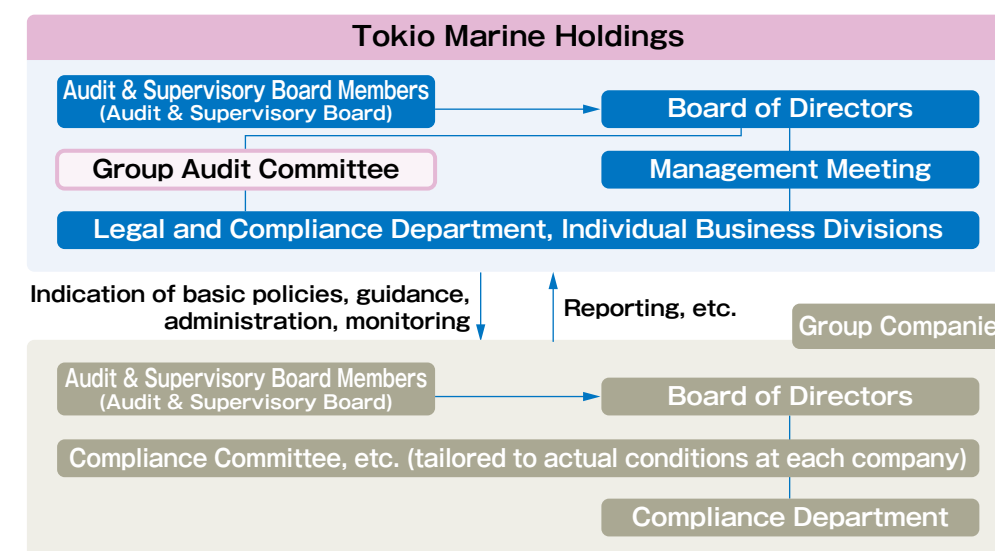 Tokio Marine Holdings
Audit & Supervisory Board Members
(Audit & Supervisory Board)
Board of Directors
Group Audit Committee
Management Meeting
Legal and Compliance Department, Individual Business Divisions
Indication of basic policies, guidance,
administration, monitoring
Reporting, etc.
Group Companie
Audit & Supervisory Board Members
(Audit & Supervisory Board)
Board of Directors
Compliance Committee, etc. (tailored to actual conditions at each company)
Compliance Department